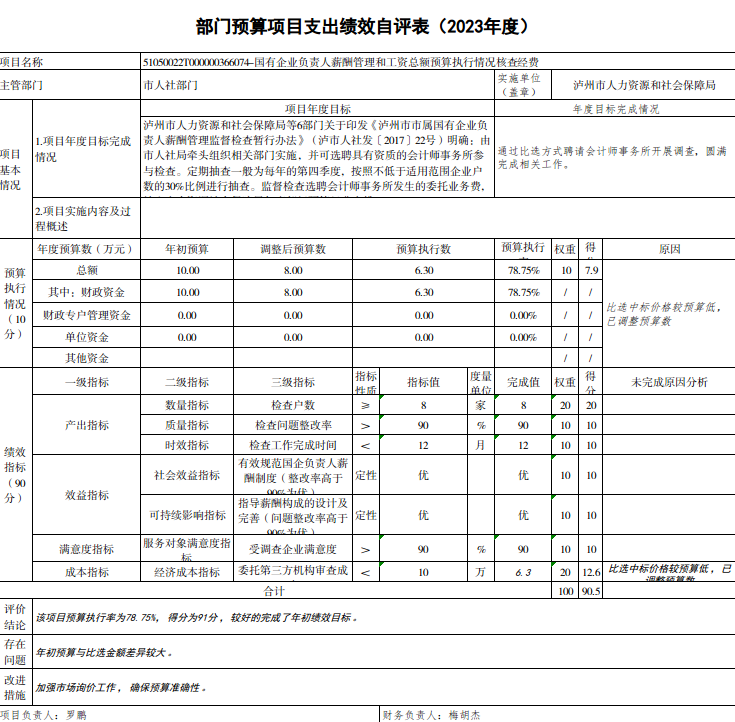 部门预算项目支出绩效自评表（2023年度）
项目名称 51050022T000000366074-国有企业负责人薪酬管理和工资总额预算执行情况核查经费
主管部门 市人社部门 实施单位（盖章） 泸州市人力资源和社会保障局
项目基本情况
1.项目年度目标完成情况
项目年度目标 年度目标完成情况
泸州市人力资源和社会保障局等6部门关于印发《泸州市市属国有企业负
责人薪酬管理监督检查暂行办法》（泸市人社发〔2017〕22号）明确：由
市人社局牵头组织相关部门实施，并可选聘具有资质的会计师事务所参
与检查。定期抽查一般为每年的第四季度，按照不低于适用范围企业户
数的30%比例进行抽查。监督检查选聘会计师事务所发生的委托业务费，
通过比选方式聘请会计师事务所开展调查，圆满
完成相关工作。
2.项目实施内容及过程概述
预算执行情况（10分）
年度预算数（万元） 年初预算 调整后预算数 预算执行数 预算执行 权重 得 原因
总额 10.00 8.00 6.30 78.75% 10 7.9
其中：财政资金 10.00 8.00 6.30 78.75% / /
财政专户管理资金 0.00 0.00 0.00 0.00% / /
单位资金 0.00 0.00 0.00 0.00% / /
其他资金 / /
比选中标价格较预算低，
已调整预算数
绩效指标（90分）
一级指标 二级指标 三级指标 指标性质 指标值 度量单位 完成值 权重 得分 未完成原因分析
产出指标
数量指标 检查户数 ≥ 8 家 8 20 20
质量指标 检查问题整改率 > 90 % 90 10 10
时效指标 检查工作完成时间 < 12 月 12 10 10
效益指标
社会效益指标 有效规范国企负责人薪酬制度（整改率高于90%为优） 定性 优 优 10 10
可持续影响指标 指导薪酬构成的设计及完善（问题整改率高于90%为优） 定性 优 优 10 10
满意度指标 服务对象满意度指标 受调查企业满意度 > 90 % 90 10 10
成本指标 经济成本指标 委托第三方机构审查成 < 10 万 6.3 20 12.6 比选中标价格较预算低，已调整预算数
合计 100 90.5
评价结论 该项目预算执行率为78.75%，得分为91分，较好的完成了年初绩效目标。
存在问题 年初预算与比选金额差异较大。
改进措施 加强市场询价工作，确保预算准确性。
项目负责人：罗鹏 财务负责人：梅胡杰